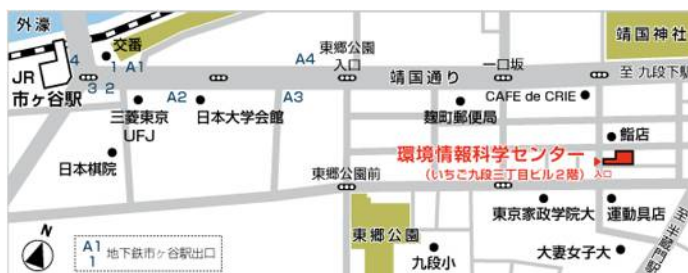 外濠
交番
JR
市ヶ谷駅
4
1
A1
3
2
A4
東郷公園
入口
靖国通り
一口坂
靖国神社
至 九段下駅
A2
A3
三菱東京
UFJ
日本大学会館
麹町郵便局
CAFE de CRIE
鮨店
日本棋院
環境情報科学センター
(いちご九段三丁目ビル2階)
入口
東郷公園前
東郷公園
九段小
東京家政学院大
運動具店
大妻女子大
至 半蔵門駅
N
A1
1
地下鉄市ヶ谷駅出口